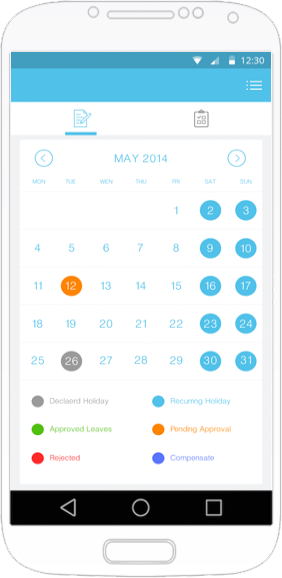 12:30
MAY 2014
MON TUE WEN THU FRI SAT SUN
1 2 3
4 5 6 7 8 9 10
11 12 13 14 15 16 17
18 19 20 21 22 23 24
25 26 27 28 29 30 31
Declaerd Holiday Recurring Holiday
Approved Leaves Pending Approval
Rejected Compensate